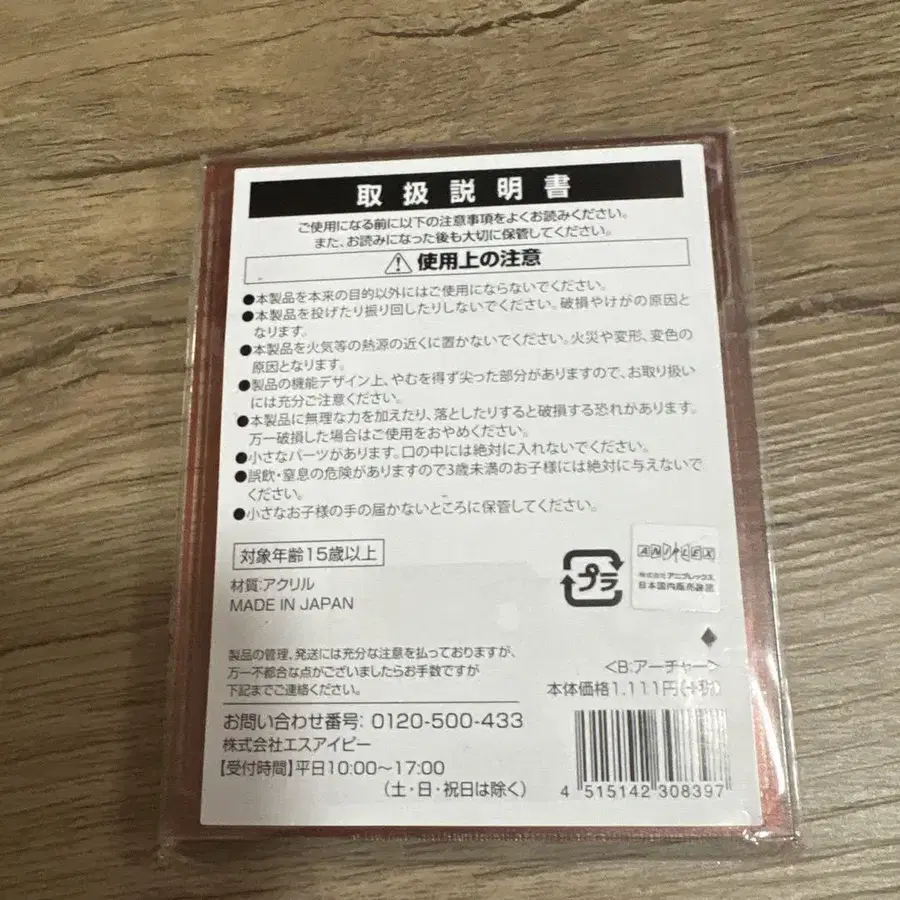 取扱説明書
ご使用になる前に以下の注意事項をよくお読みください。
また、お読みになった後も大切に保管してください。
使用上の注意
●本製品を本来の目的以外にはご使用にならないでください。
●本製品を投げたり振り回したりしないでください。破損やけがの原因と
なります。
●本製品を火気等の熱源の近くに置かないでください。火災や変形、変色の
原因となります。
●製品の機能デザイン上、やむを得ず尖った部分がありますので、お取り扱い
には充分ご注意ください。
●本製品に無理な力を加えたり、落としたりすると破損する恐れがあります。
万一破損した場合はご使用をおやめください。
●小さなパーツがあります。口の中には絶対に入れないでください。
●誤飲・窒息の危険がありますので3歳未満のお子様には絶対に与えないで
ください。
●小さなお子様の手の届かないところに保管してください。
対象年齢15歳以上
材質:アクリル
MADE IN JAPAN
プラ
ANIPLEX
株式会社アニプレックス
日本国内販売論证
製品の管理、発送には充分な注意を払っておりますが、
万一不都合な点がございましたらお手数ですが
下記までご連絡ください。
<B:アーチャー>
本体価格1,111円(+税)
お問い合わせ番号: 0120-500-433
株式会社エスアイピー
【受付時間】平日10:00～17:00
(土・日・祝日は除く)
4 515142 308397